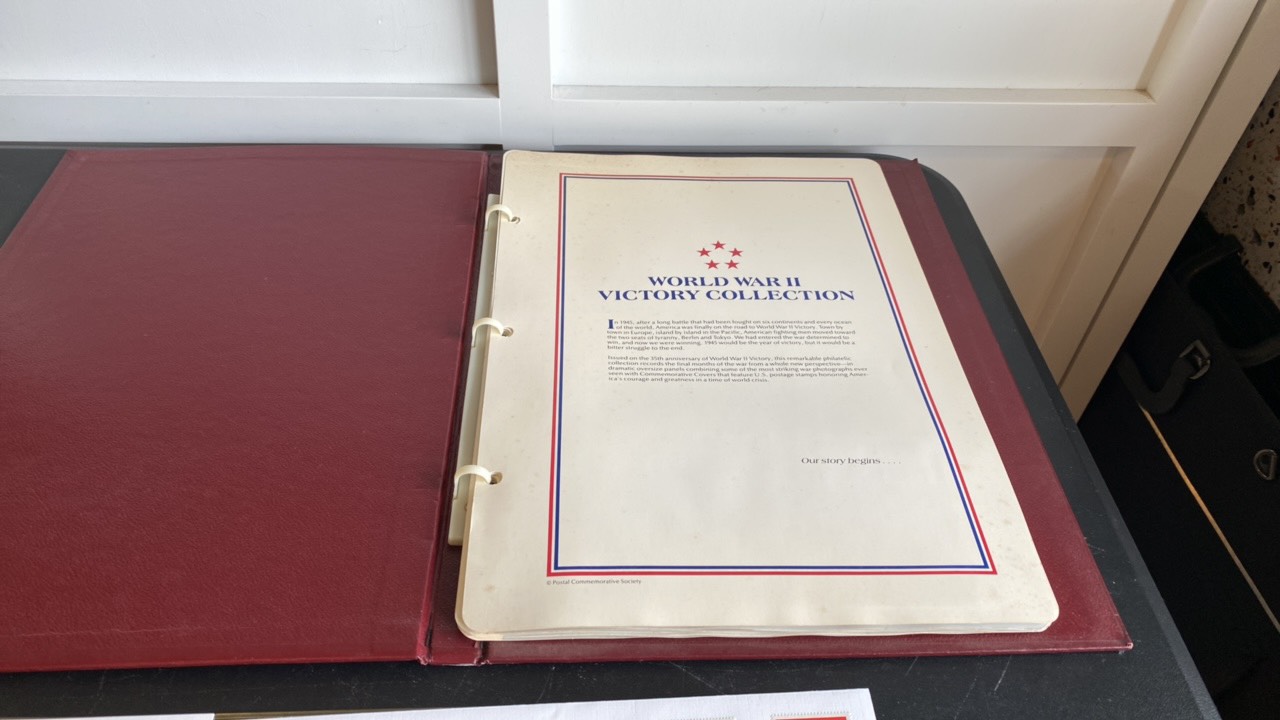 WORLD WAR II
VICTORY COLLECTION
In 1945, after a long battle that had been fought on six continents and every ocean
of the world, America was finally on the road to World War II Victory. Town by
town in Europe, island by island in the Pacific, American fighting men moved toward
the two seats of tyranny, Berlin and Tokyo. We had entered the war determined to
win, and now we were winning. 1945 would be the year of victory, but it would be a
bitter struggle to the end.
Issued on the 35th anniversary of World War II Victory, this remarkable philatelic
collection records the final months of the war from a whole new perspective—in
dramatic oversize panels combining some of the most striking war photographs ever
seen with Commemorative Covers that feature U.S. postage stamps honoring Amer-
ica's courage and greatness in a time of world crisis.
Our story begins . . . .
© Postal Commemorative Society